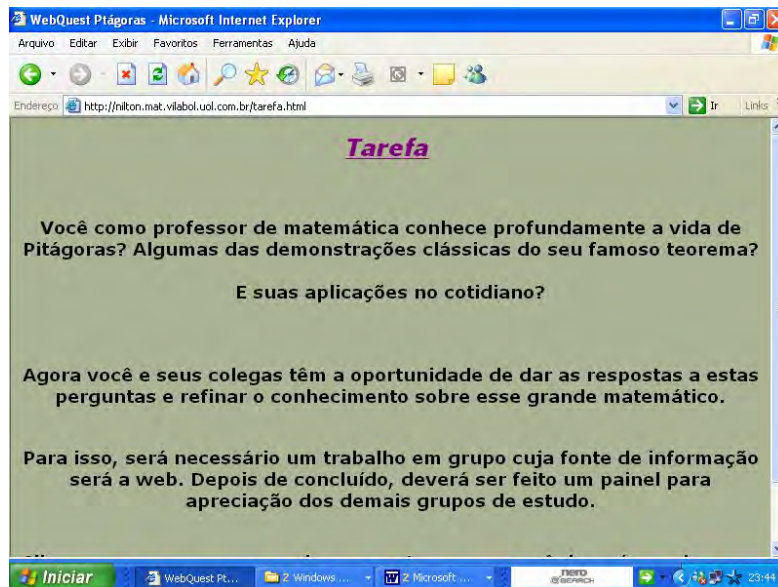 WebQuest Ptágoras - Microsoft Internet Explorer
Arquivo Editar Exibir Favoritos Ferramentas Ajuda
Endereço http://nilton.mat.vilabol.uol.com.br/tarefa.html Ir Links
Tarefa
Você como professor de matemática conhece profundamente a vida de
Pitágoras? Algumas das demonstrações clássicas do seu famoso teorema?
E suas aplicações no cotidiano?
Agora você e seus colegas têm a oportunidade de dar as respostas a estas
perguntas e refinar o conhecimento sobre esse grande matemático.
Para isso, será necessário um trabalho em grupo cuja fonte de informação
será a web. Depois de concluído, deverá ser feito um painel para
apreciação dos demais grupos de estudo.
Iniciar WebQuest Pt... 2 Windows ... 2 Microsoft ... nero SEARCH 23:44